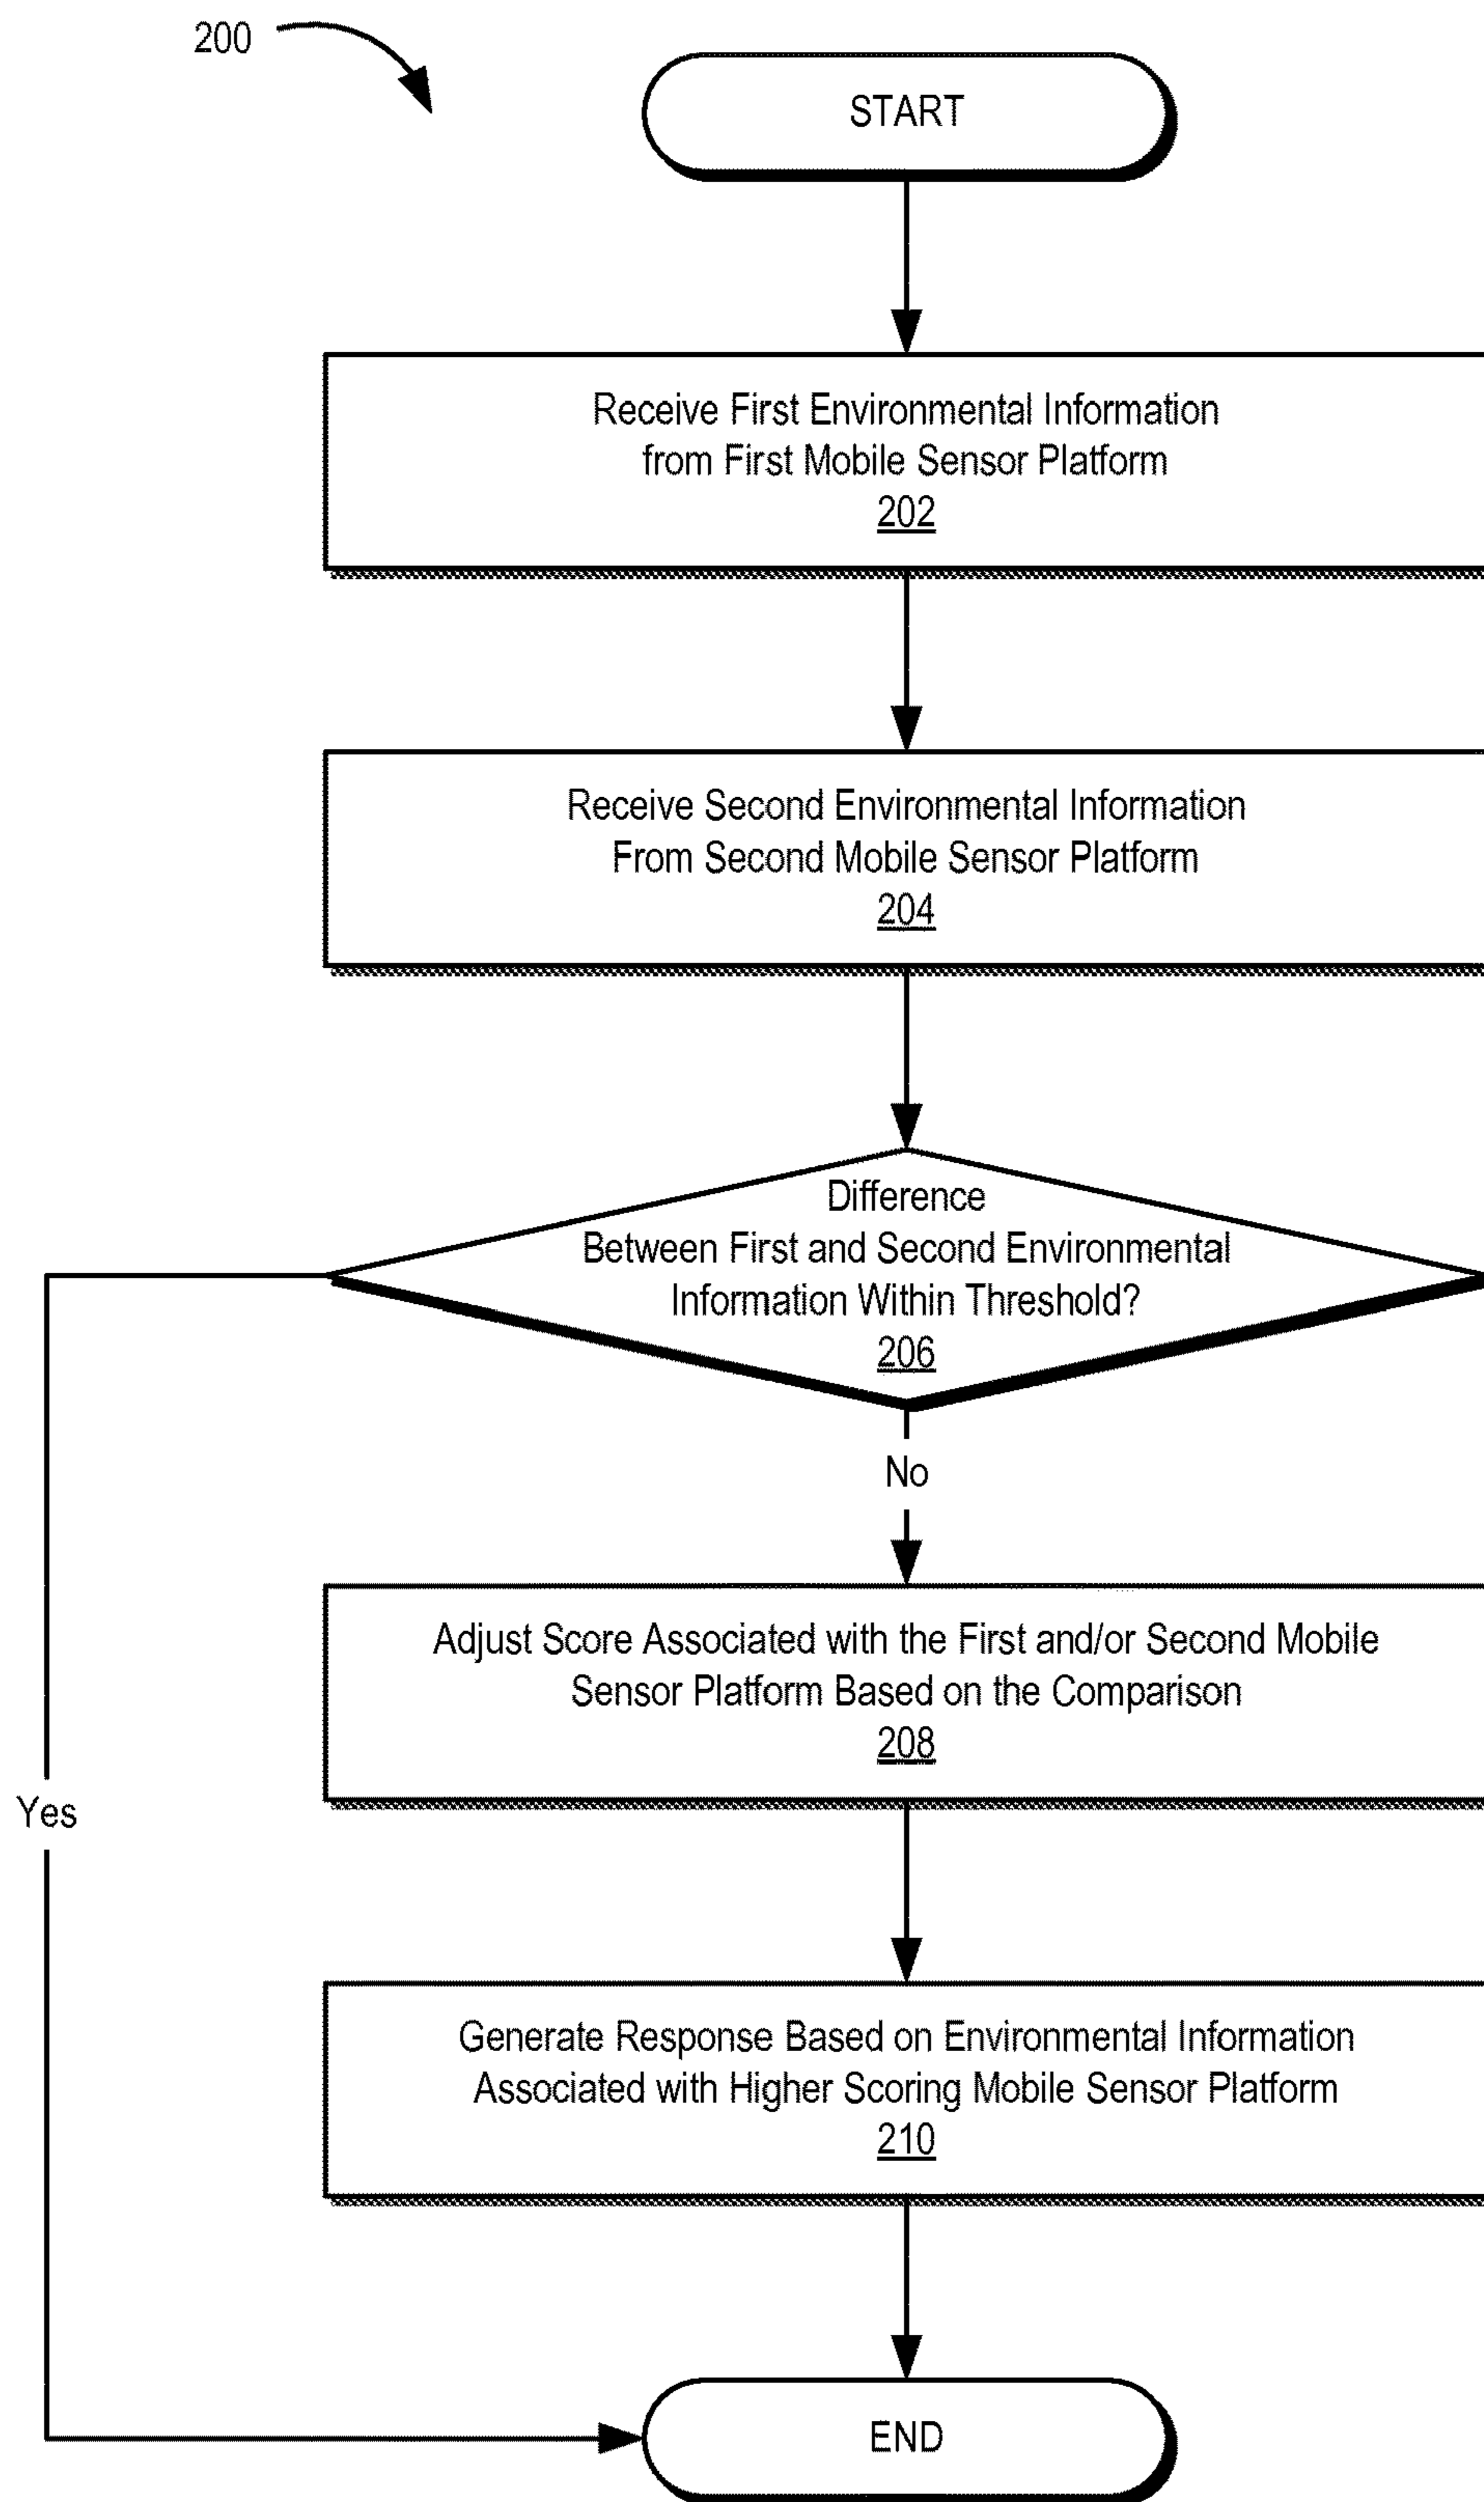 200
START
Receive First Environmental Information
from First Mobile Sensor Platform
202
Receive Second Environmental Information
From Second Mobile Sensor Platform
204
Difference
Between First and Second Environmental
Information Within Threshold?
206
No
Adjust Score Associated with the First and/or Second Mobile
Sensor Platform Based on the Comparison
208
Yes
Generate Response Based on Environmental Information
Associated with Higher Scoring Mobile Sensor Platform
210
END